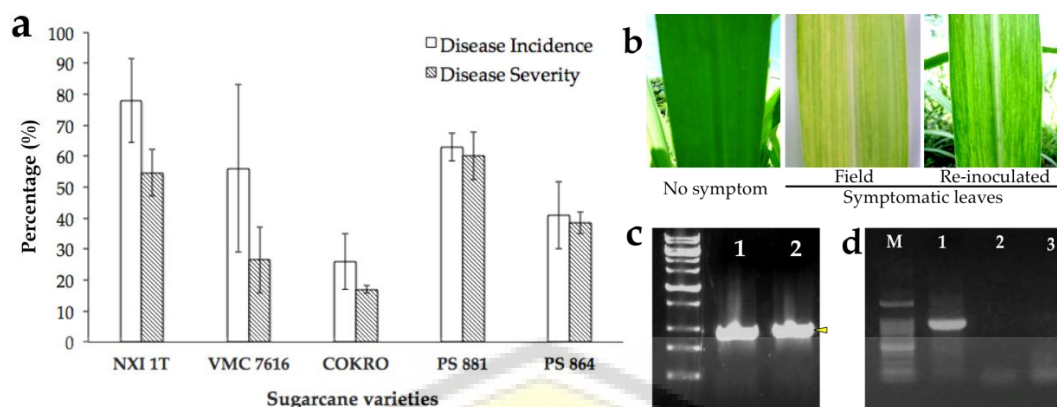 a
100
90
80
70
60
50
40
30
20
10
0
Percentage (%)
Disease Incidence
Disease Severity
NXI 1T VMC 7616 COKRO PS 881 PS 864
Sugarcane varieties
b
No symptom
Field Re-inoculated
Symptomatic leaves
c
1 2
d
M 1 2 3